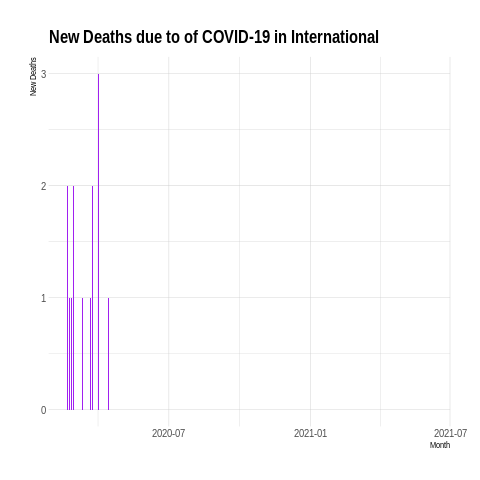 New Deaths due to of COVID-19 in International
New Deaths
3
2
1
0
2020-07
2021-01
2021-07
Month